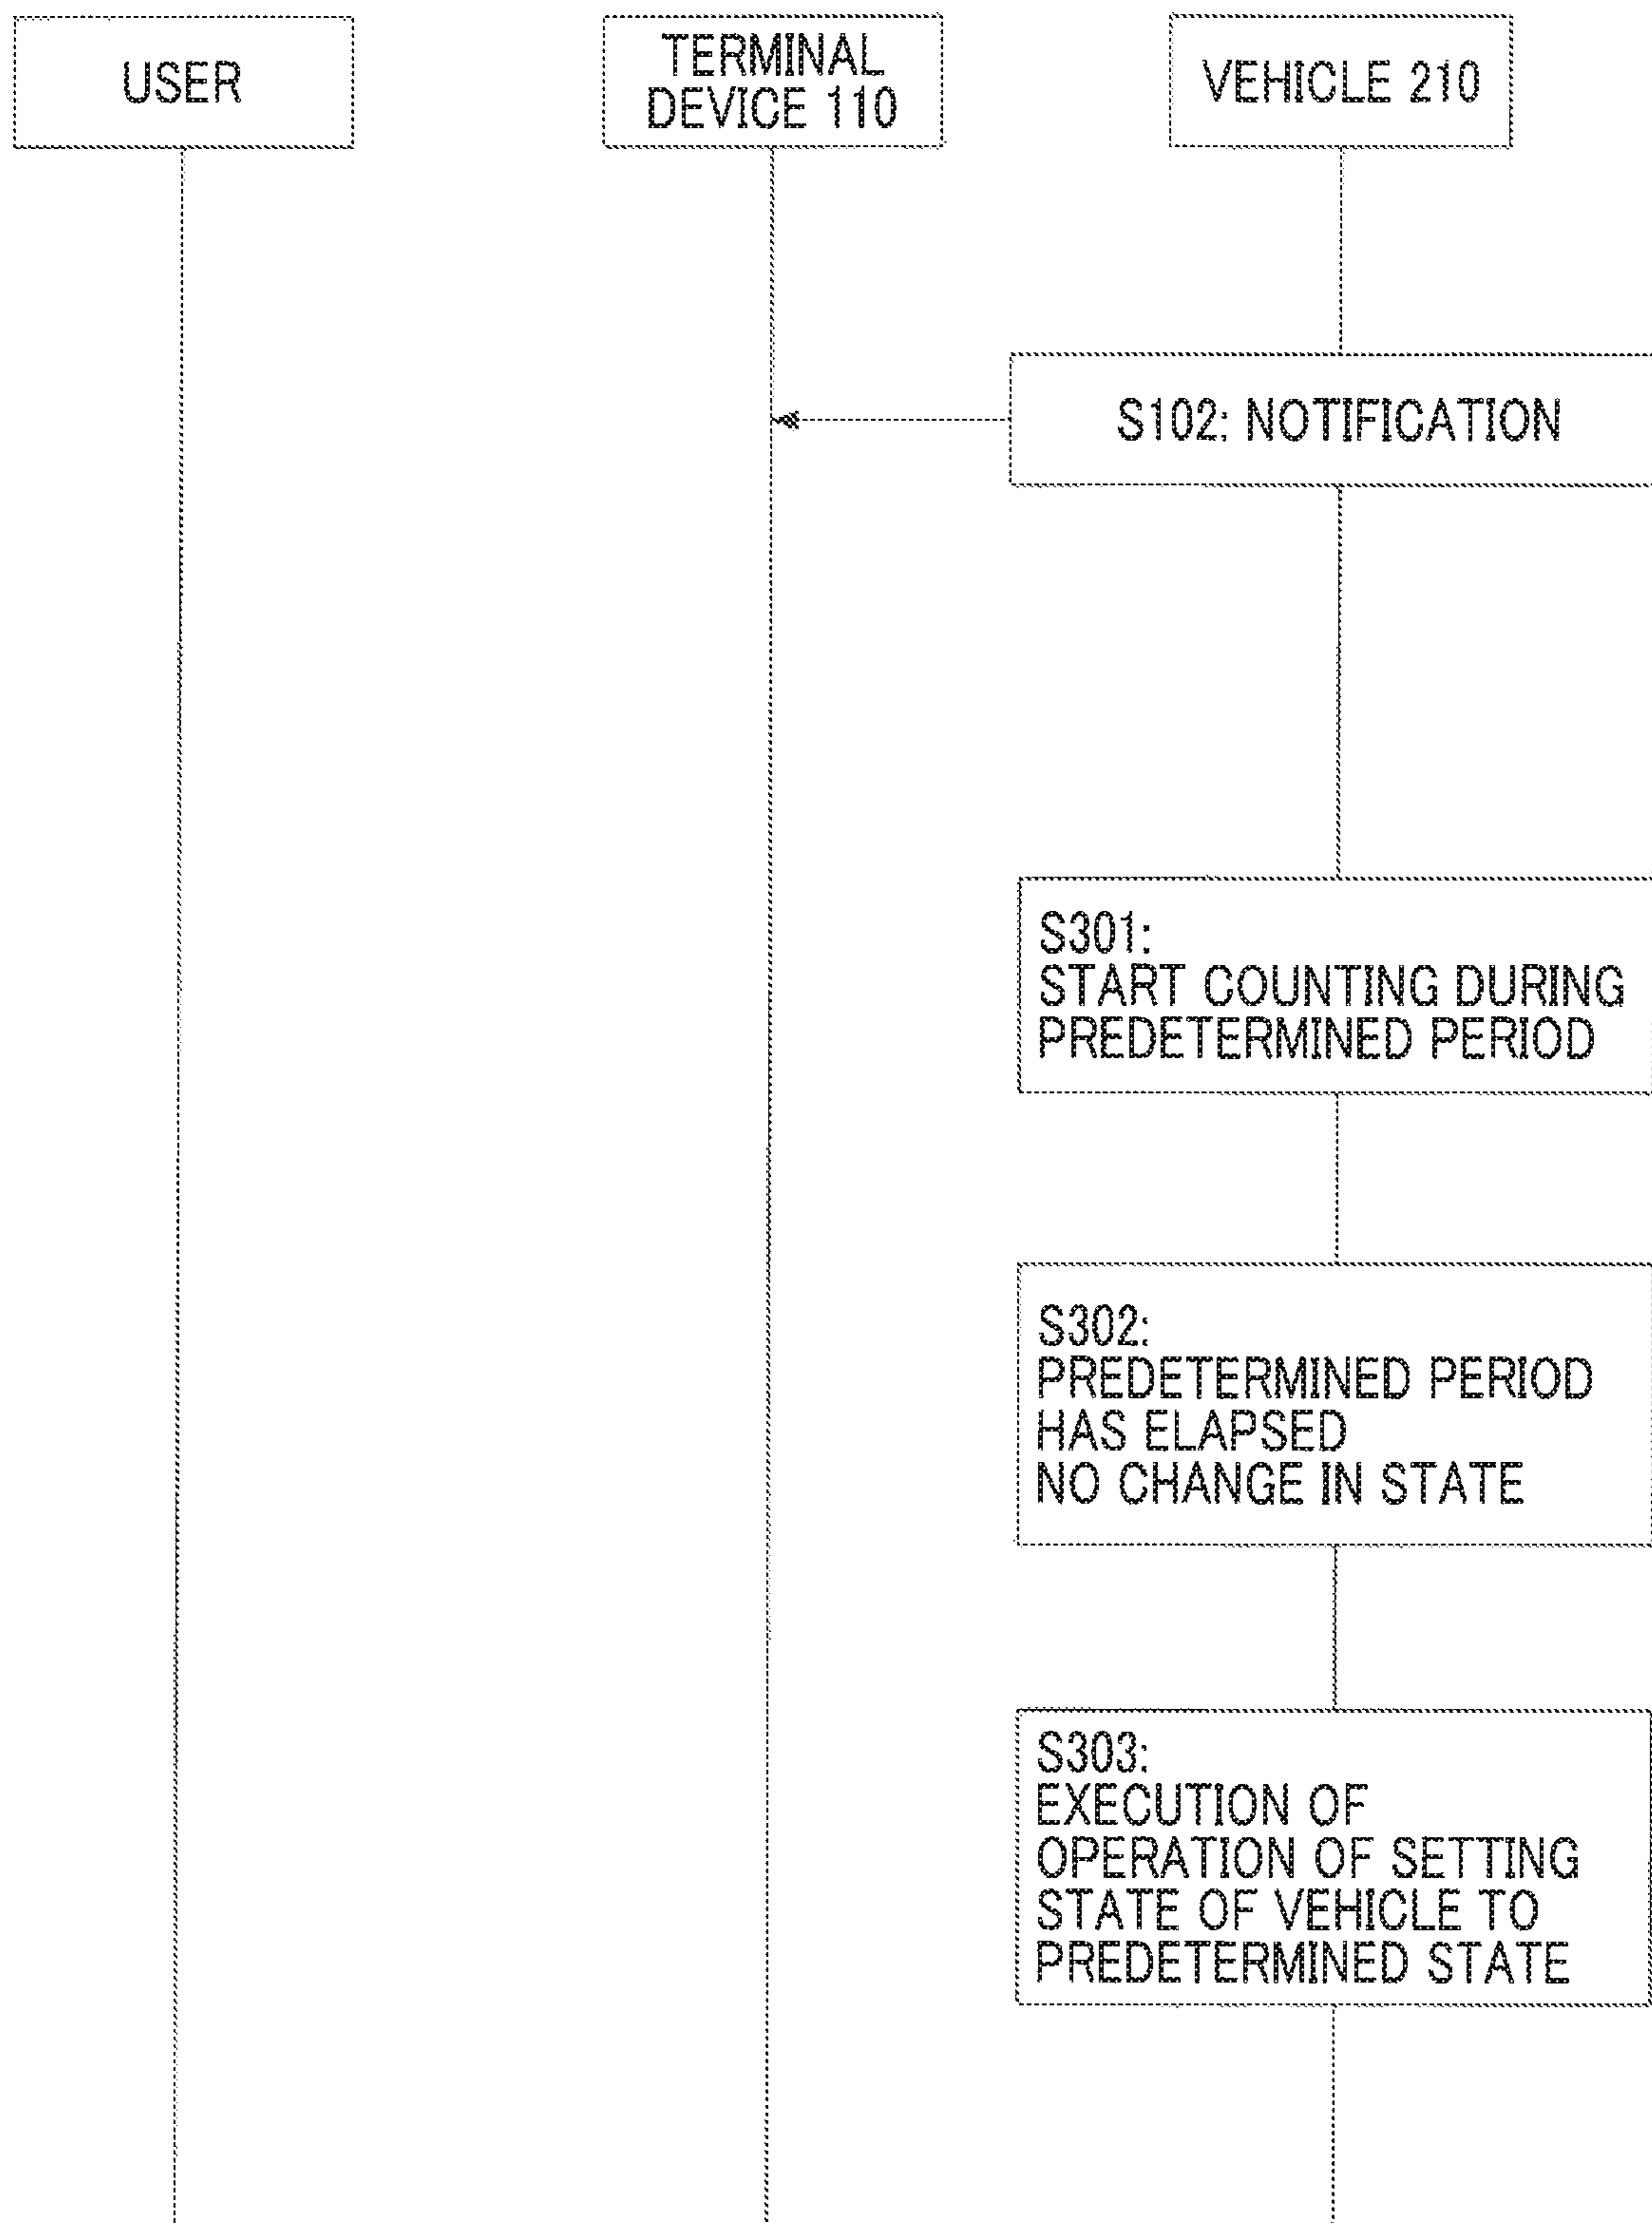 USER
TERMINAL
DEVICE 110
VEHICLE 210
S102: NOTIFICATION
S301:
START COUNTING DURING
PREDETERMINED PERIOD
S302:
PREDETERMINED PERIOD
HAS ELAPSED
NO CHANGE IN STATE
S303:
EXECUTION OF
OPERATION OF SETTING
STATE OF VEHICLE TO
PREDETERMINED STATE